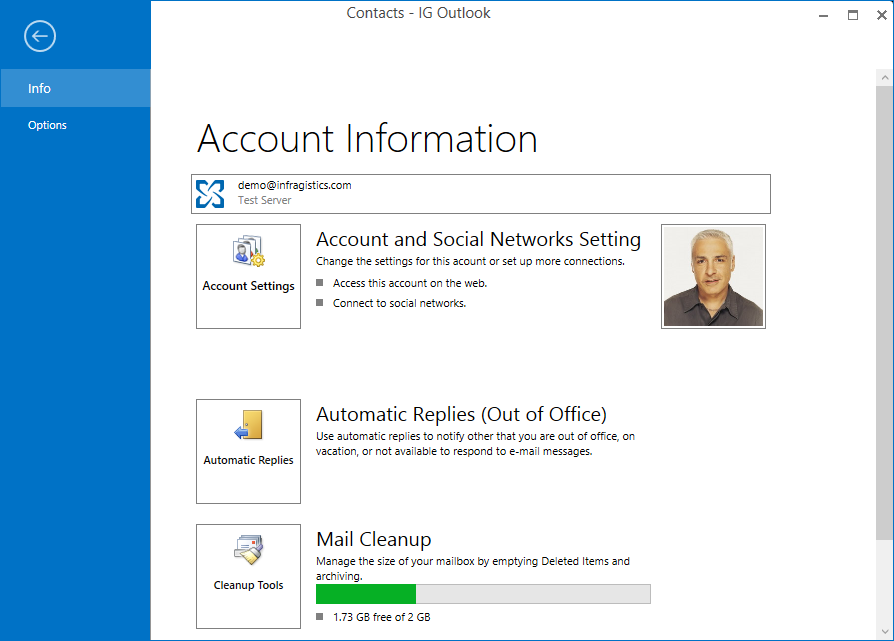 Contacts - IG Outlook
Info
Options
Account Information
demo@infragistics.com
Test Server
Account Settings
Account and Social Networks Setting
Change the settings for this acount or set up more connections.
Access this account on the web.
Connect to social networks.
Automatic Replies
Automatic Replies (Out of Office)
Use automatic replies to notify other that you are out of office, on
vacation, or not available to respond to e-mail messages.
Cleanup Tools
Mail Cleanup
Manage the size of your mailbox by emptying Deleted Items and
archiving.
1.73 GB free of 2 GB